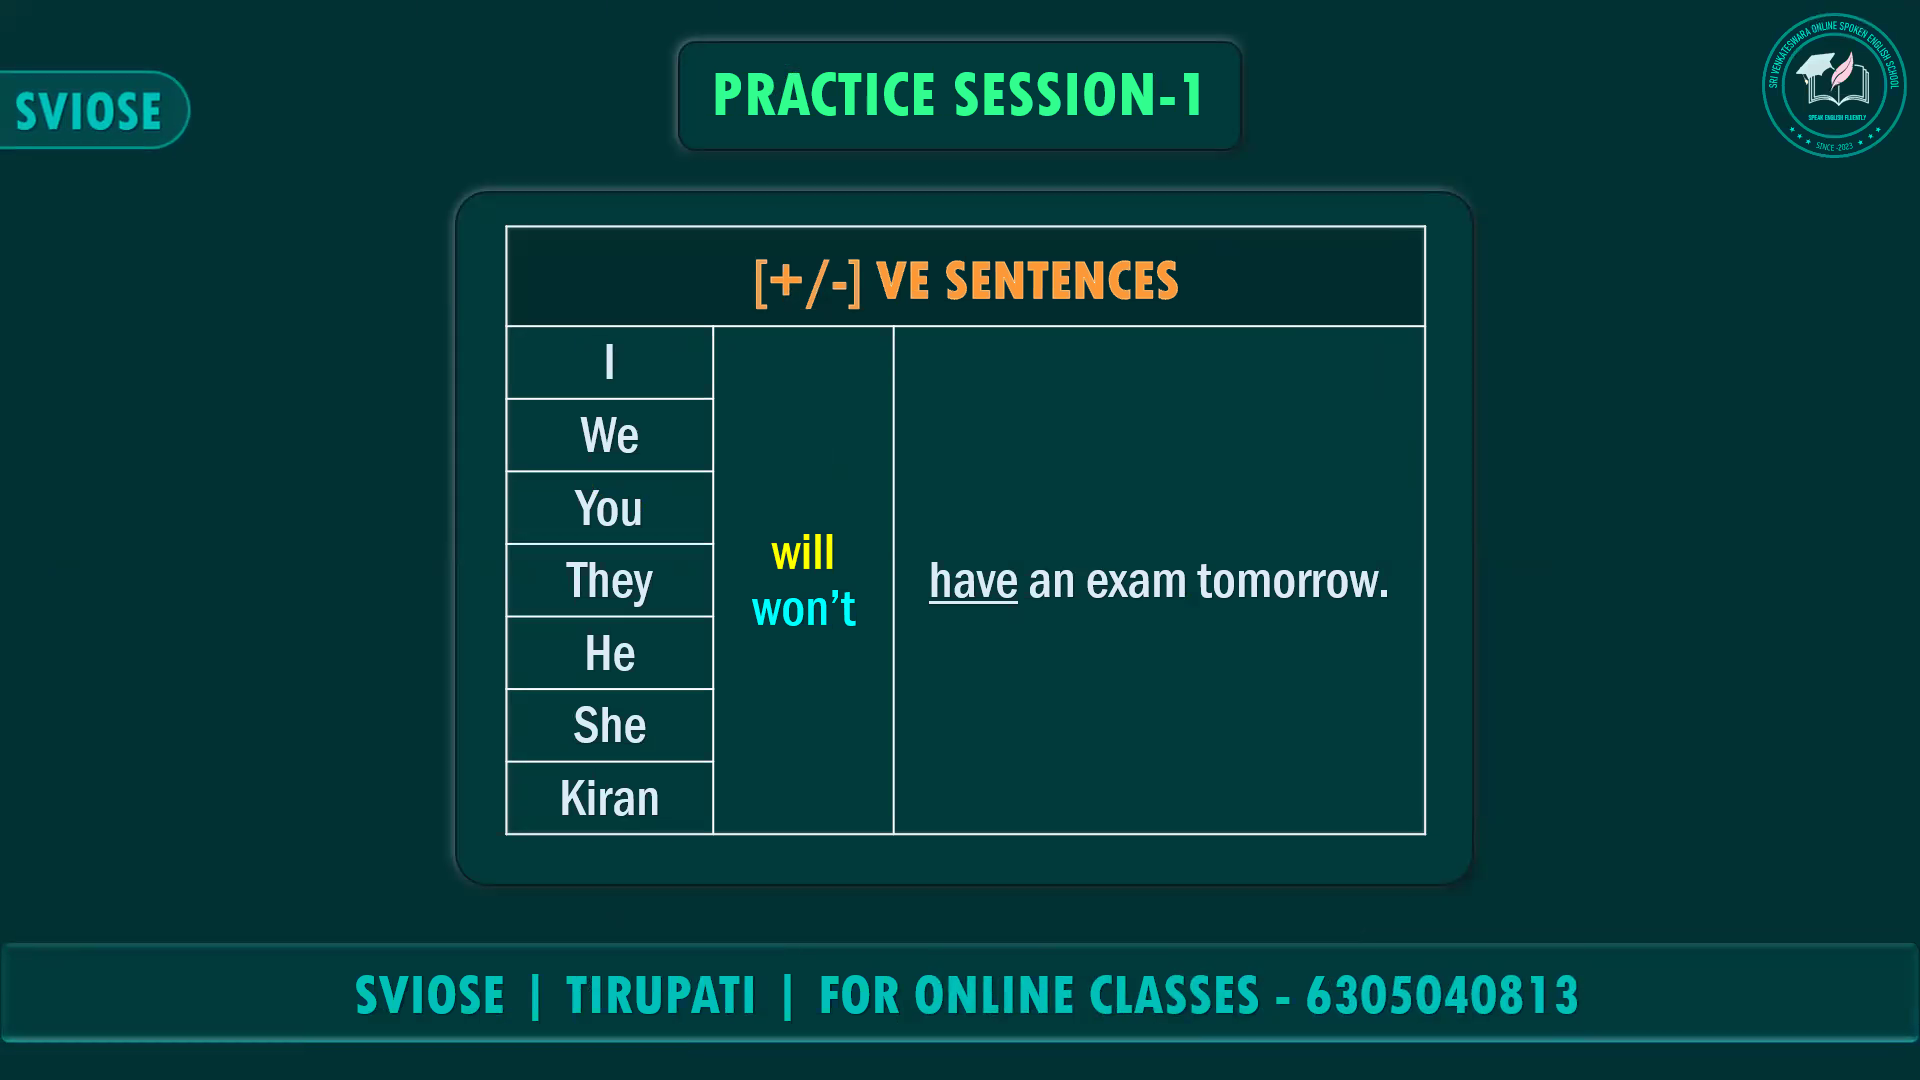 SVIOSE
PRACTICE SESSION-1
SRI VENKATESWARA ONLINE SPOKEN ENGLISH SCHOOL
SPEAK ENGLISH FLUENTLY
SINCE -2023
[+/-] VE SENTENCES
I
We
You
They
He
She
Kiran
will
won’t
have an exam tomorrow.
SVIOSE | TIRUPATI | FOR ONLINE CLASSES - 6305040813